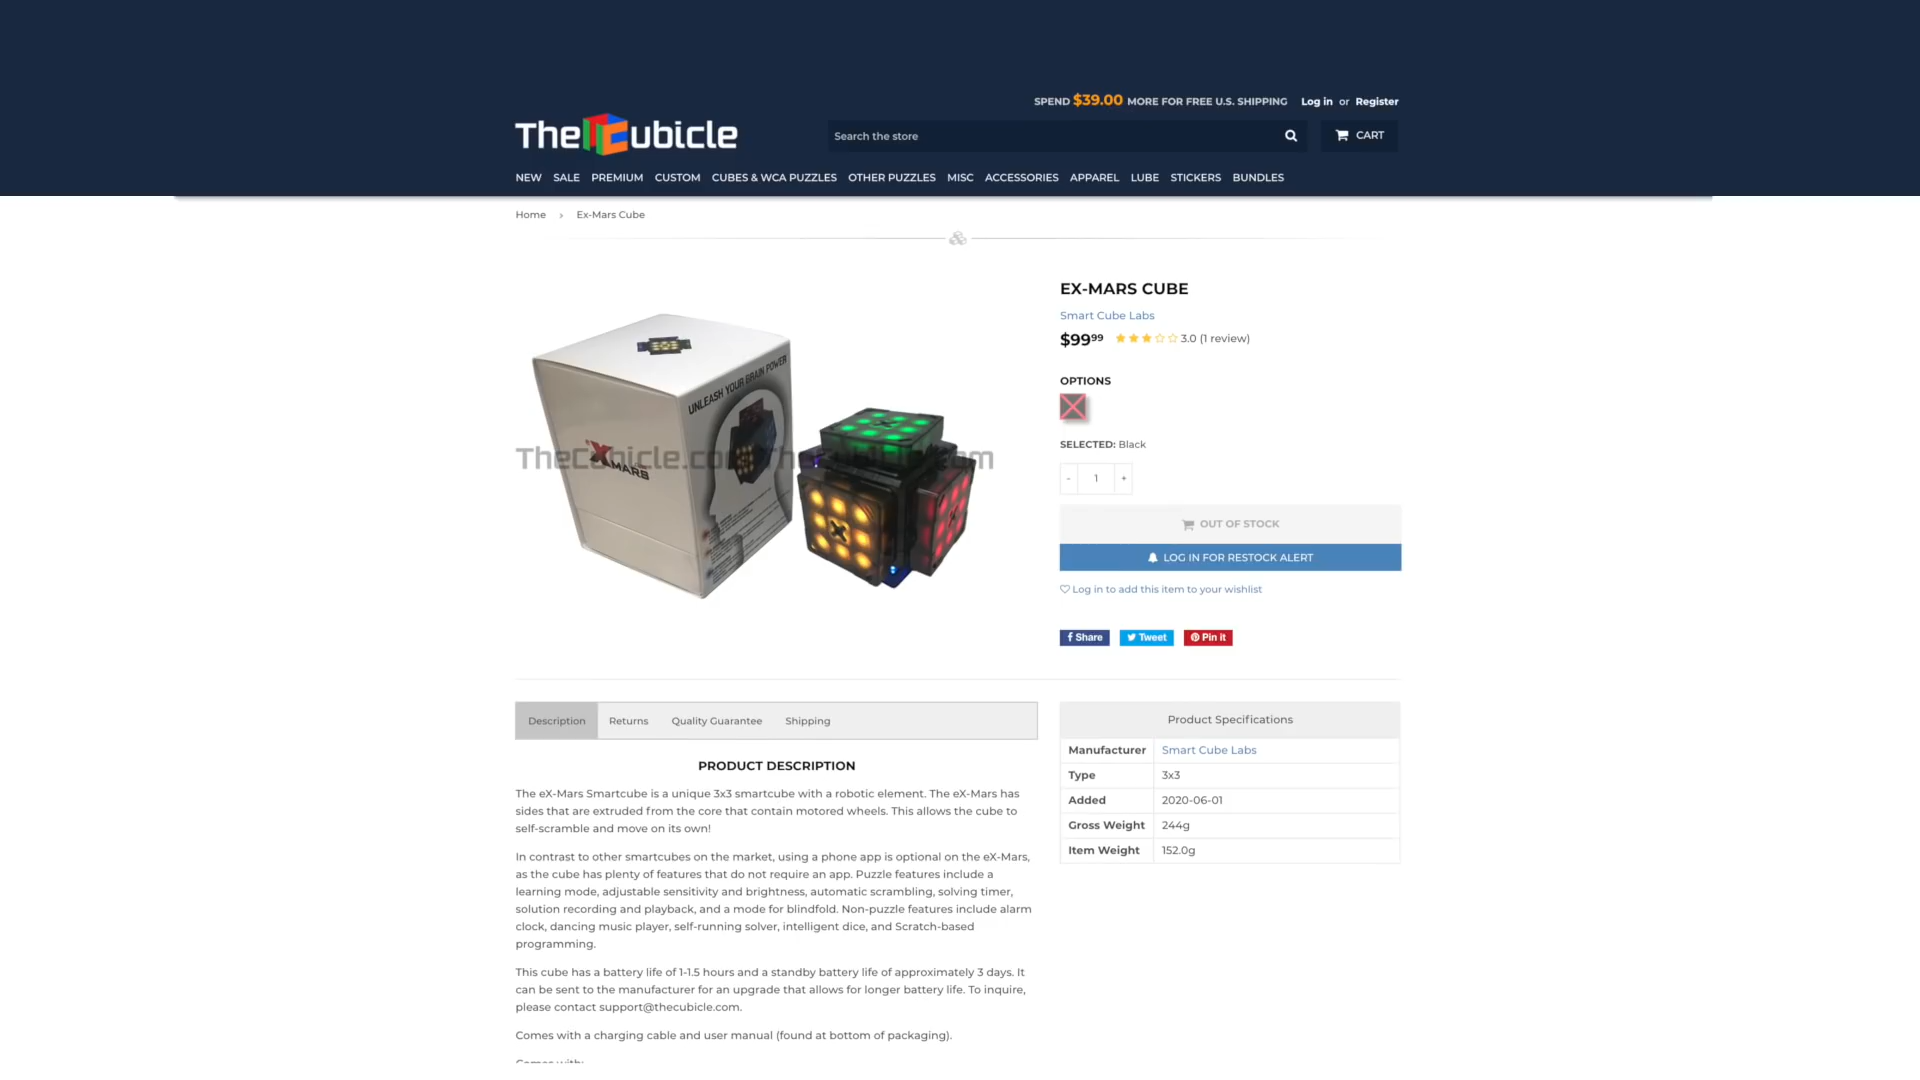 SPEND $39.00 MORE FOR FREE U.S. SHIPPING Log in or Register
TheCubicle
Search the store
CART
NEW SALE PREMIUM CUSTOM CUBES & WCA PUZZLES OTHER PUZZLES MISC ACCESSORIES APPAREL LUBE STICKERS BUNDLES
Home › Ex-Mars Cube
UNLEASH YOUR BRAIN POWER
X MARS
TheCubicle.com TheCubicle.com
EX-MARS CUBE
Smart Cube Labs
$99.99 3.0 (1 review)
OPTIONS
SELECTED: Black
- 1 +
OUT OF STOCK
LOG IN FOR RESTOCK ALERT
Log in to add this item to your wishlist
Share Tweet Pin it
Description Returns Quality Guarantee Shipping
PRODUCT DESCRIPTION
The eX-Mars Smartcube is a unique 3x3 smartcube with a robotic element. The eX-Mars has
sides that are extruded from the core that contain motored wheels. This allows the cube to
self-scramble and move on its own!
In contrast to other smartcubes on the market, using a phone app is optional on the eX-Mars,
as the cube has plenty of features that do not require an app. Puzzle features include a
learning mode, adjustable sensitivity and brightness, automatic scrambling, solving timer,
solution recording and playback, and a mode for blindfold. Non-puzzle features include alarm
clock, dancing music player, self-running solver, intelligent dice, and Scratch-based
programming.
This cube has a battery life of 1-1.5 hours and a standby battery life of approximately 3 days. It
can be sent to the manufacturer for an upgrade that allows for longer battery life. To inquire,
please contact support@thecubicle.com.
Comes with a charging cable and user manual (found at bottom of packaging).
Comes with:
Product Specifications
Manufacturer Smart Cube Labs
Type 3x3
Added 2020-06-01
Gross Weight 244g
Item Weight 152.0g